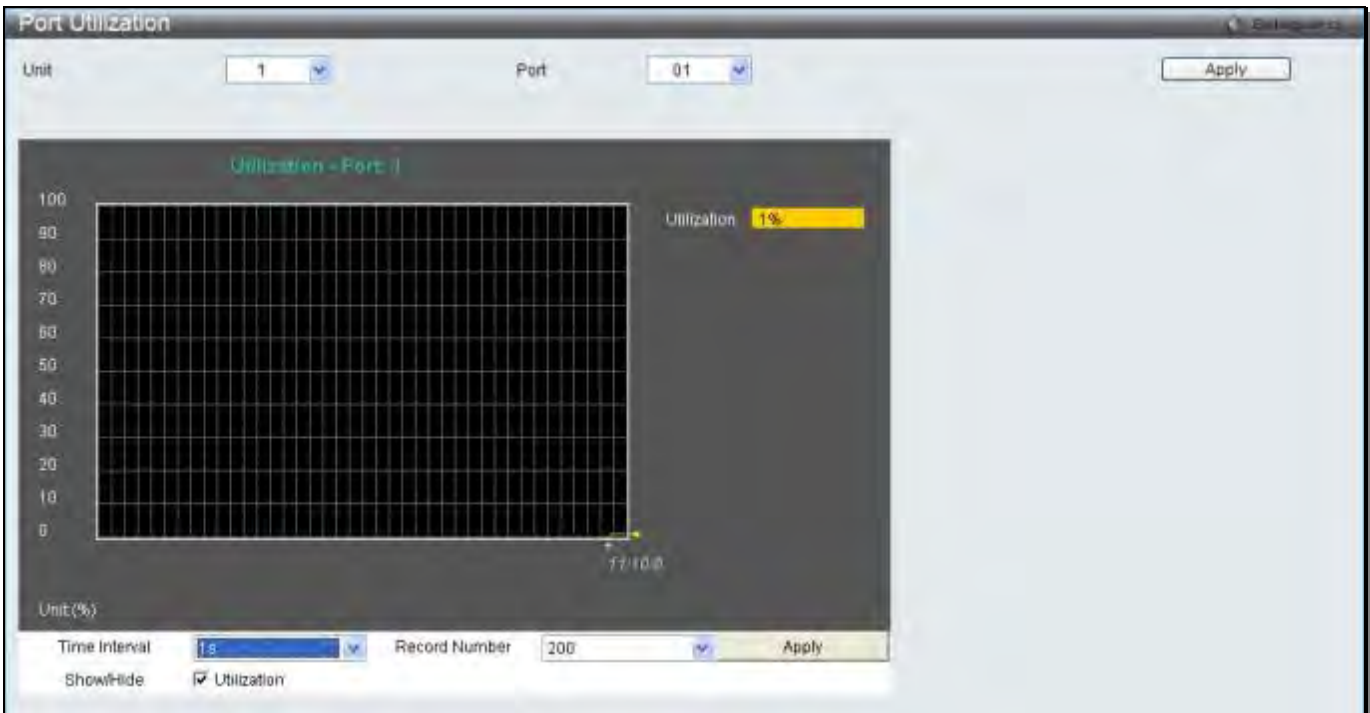 Port Utilization
Unit 1 Port 01 Apply
Utilization - Port: 1
100
90
80
70
60
50
40
30
20
10
0
Utilization 1%
Unit (%)
Time Interval 1s Record Number 200 Apply
Show/Hide Utilization